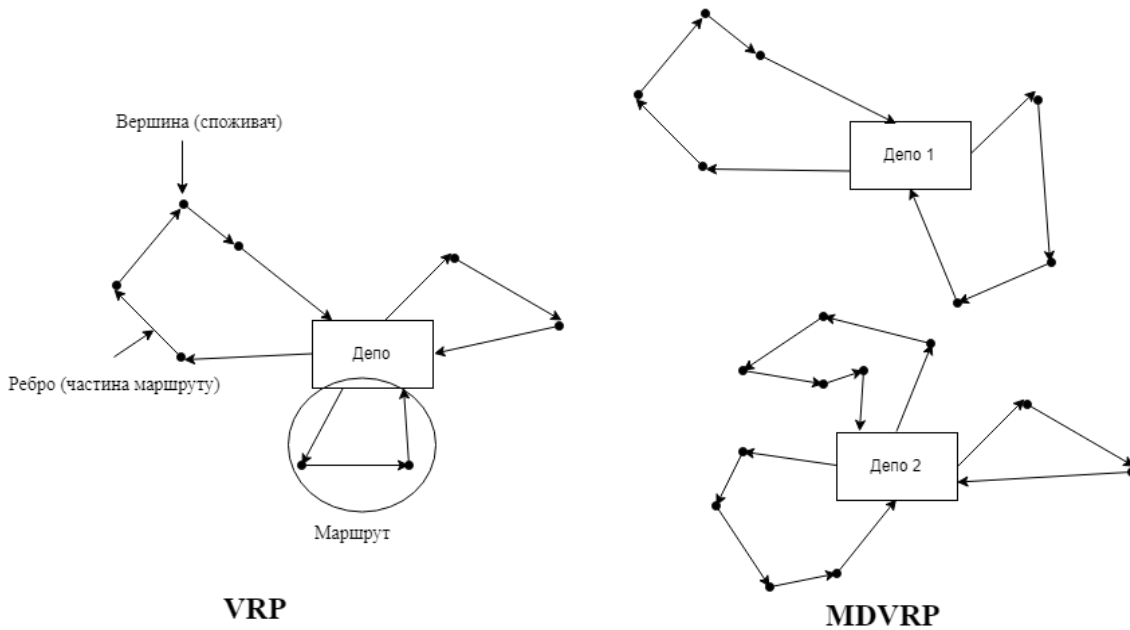 Вершина (споживач)
Депо
Ребро (частина маршруту)
Маршрут
VRP
Депо 1
Депо 2
MDVRP